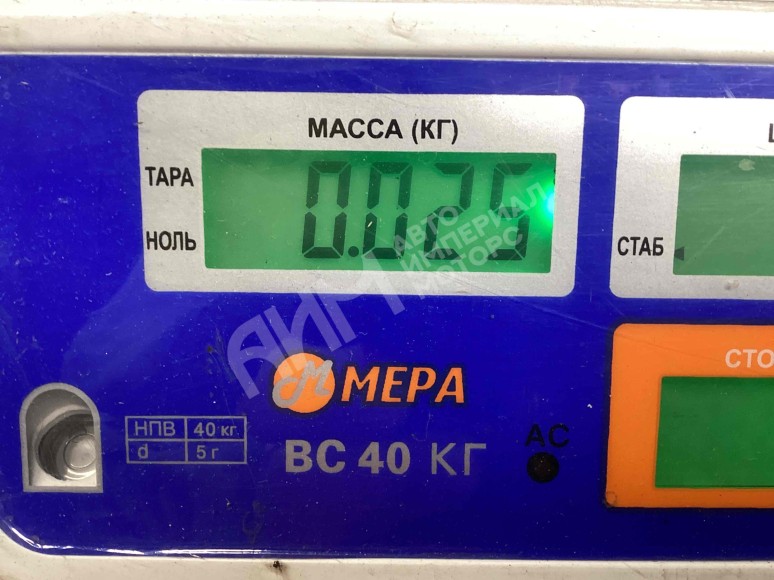 МАССА (КГ)
ТАРА
НОЛЬ
0.025
СТАБ
АИМ
АВТО
ИМПЕРИАЛ
МОТОРС
СТО
М МЕРА
НПВ 40 кг.
d 5 г
ВС 40 КГ
АС